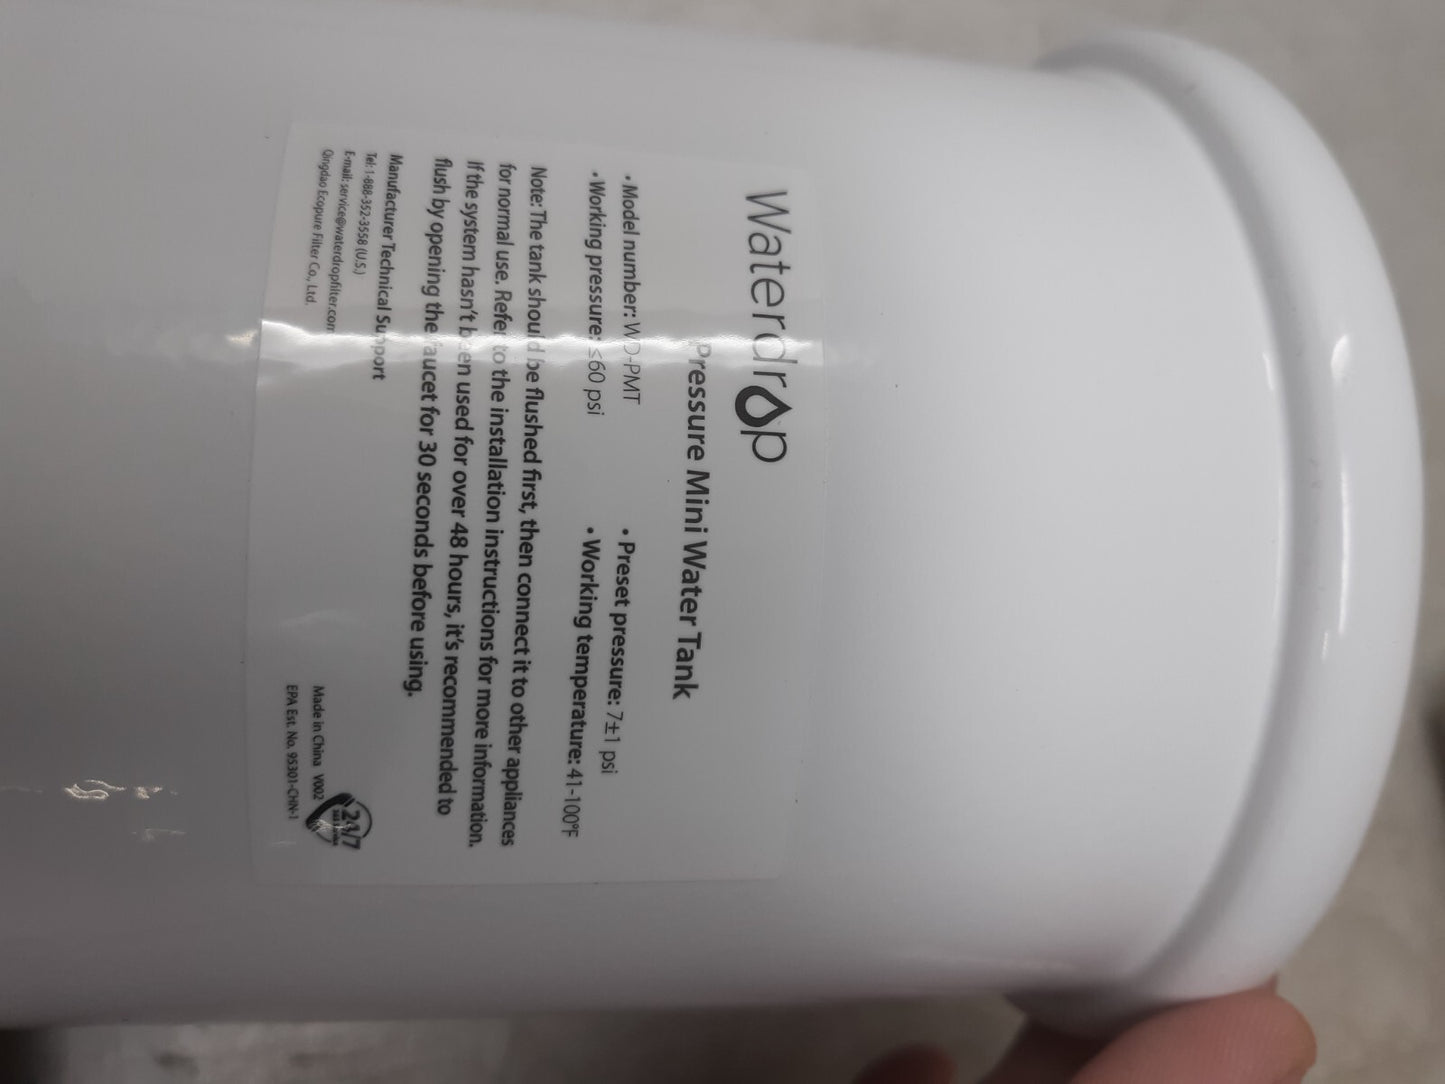 Waterdrop
Pressure Mini Water Tank
• Model number: WD-PMT
• Preset pressure: 7±1 psi
• Working pressure: ≤60 psi
• Working temperature: 41-100°F
Note: The tank should be flushed first, then connect it to other appliances
for normal use. Refer to the installation instructions for more information.
If the system hasn't been used for over 48 hours, it's recommended to
flush by opening the faucet for 30 seconds before using.
Manufacturer Technical Support
Tel: 1-888-352-3558 (U.S.)
E-mail: service@waterdropfilter.com
Qingdao Ecopure Filter Co., Ltd.
24/7
Made in China V002
EPA Est. No. 95301-CHN-1